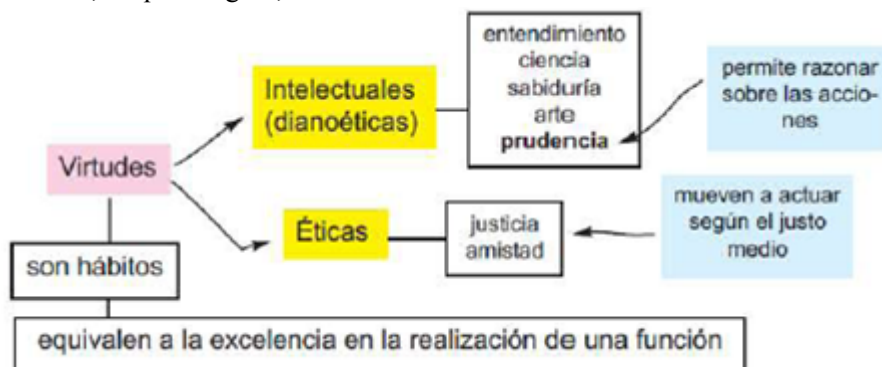 entendimiento
ciencia
sabiduría
arte
prudencia
permite razonar
sobre las accio-
nes
Intelectuales
(dianoéticas)
Virtudes
Éticas
justicia
amistad
mueven a actuar
según el justo
medio
son hábitos
equivalen a la excelencia en la realización de una función